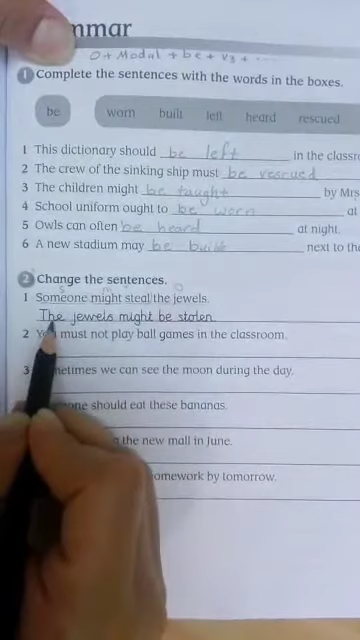 mmar
O + Modal + be + V3 + ...
1 Complete the sentences with the words in the boxes.
be worn built left heard rescued
1 This dictionary should be left in the classr
2 The crew of the sinking ship must be rescued
3 The children might be taught by Mrs
4 School uniform ought to be worn at
5 Owls can often be heard at night.
6 A new stadium may be built next to the
2 Change the sentences.
S m O
1 Someone might steal the jewels.
The jewels might be stolen.
2 You must not play ball games in the classroom.
3 metimes we can see the moon during the day.
one should eat these bananas.
the new mall in June.
omework by tomorrow.